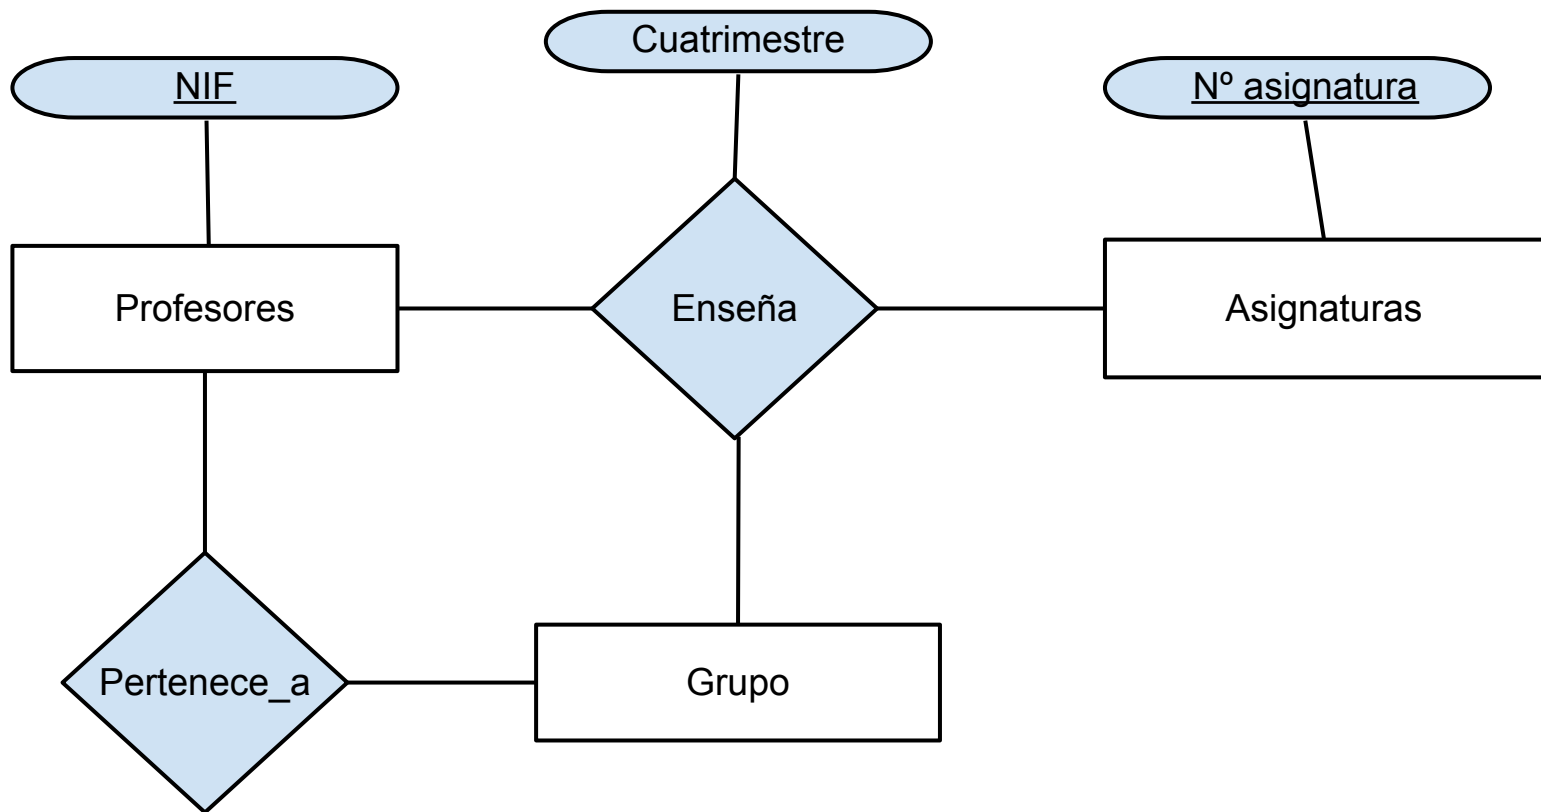 Cuatrimestre
NIF
Nº asignatura
Profesores
Enseña
Asignaturas
Pertenece_a
Grupo